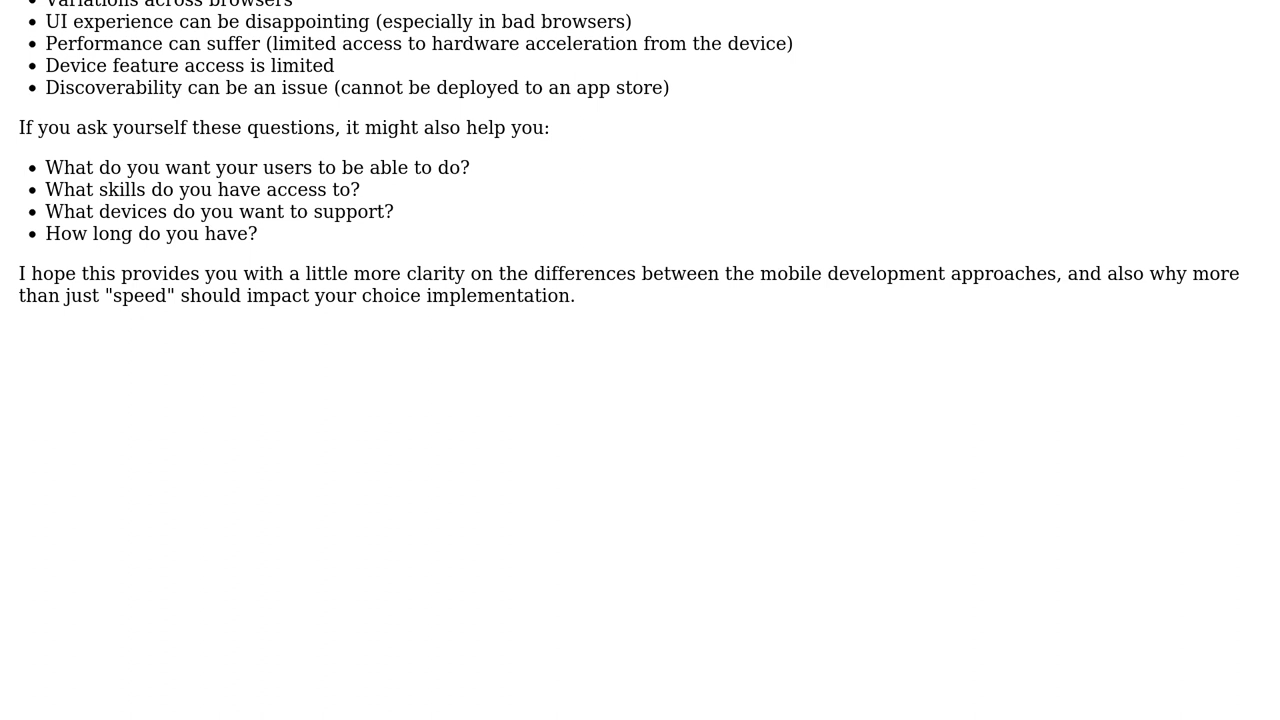 Variations across browsers
UI experience can be disappointing (especially in bad browsers)
Performance can suffer (limited access to hardware acceleration from the device)
Device feature access is limited
Discoverability can be an issue (cannot be deployed to an app store)
If you ask yourself these questions, it might also help you:
What do you want your users to be able to do?
What skills do you have access to?
What devices do you want to support?
How long do you have?
I hope this provides you with a little more clarity on the differences between the mobile development approaches, and also why more
than just "speed" should impact your choice implementation.